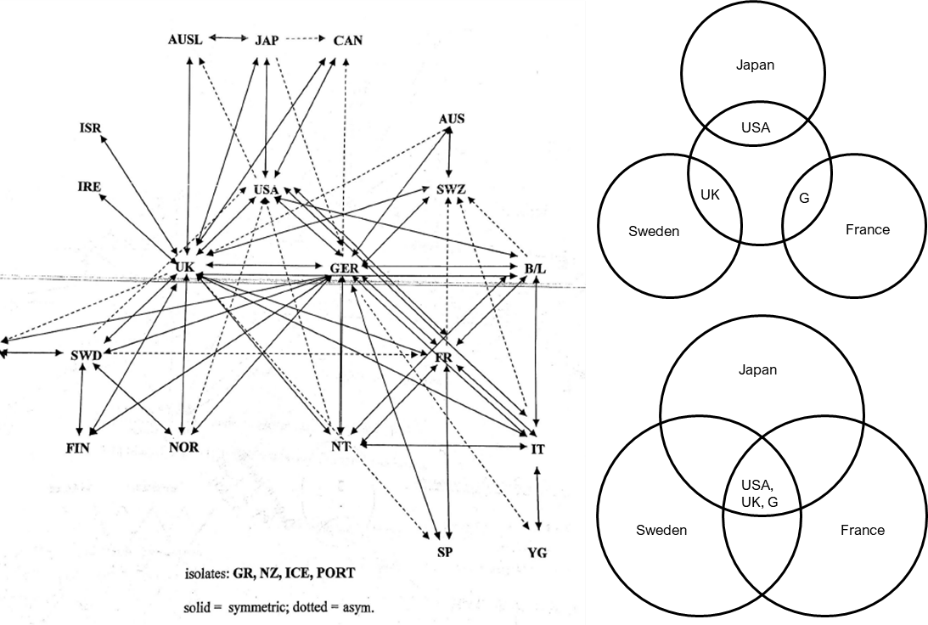 AUSL JAP CAN
AUS
ISR
IRE
USA
SWZ
UK
GER
B/L
SWD
FR
FIN
NOR
NT
IT
SP
YG
isolates: GR, NZ, ICE, PORT
solid = symmetric; dotted = asym.
Japan
USA
UK
G
Sweden
France
Japan
USA,
UK, G
Sweden
France